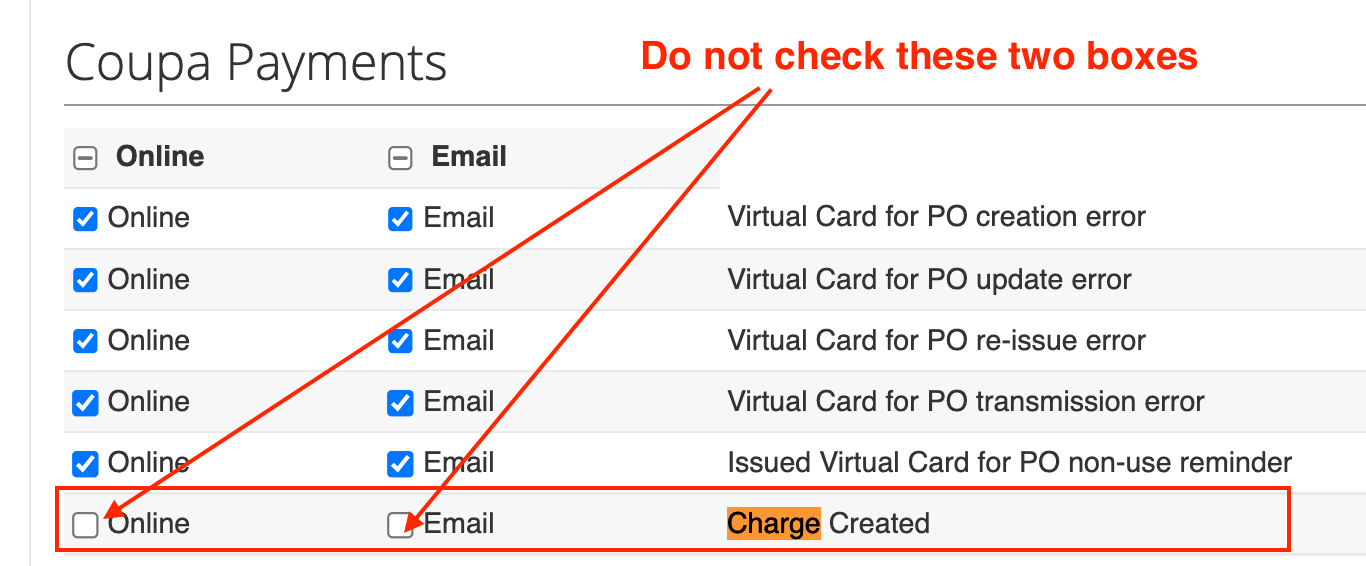 Coupa Payments
Do not check these two boxes
Online Email
Online Email Virtual Card for PO creation error
Online Email Virtual Card for PO update error
Online Email Virtual Card for PO re-issue error
Online Email Virtual Card for PO transmission error
Online Email Issued Virtual Card for PO non-use reminder
Online Email Charge Created